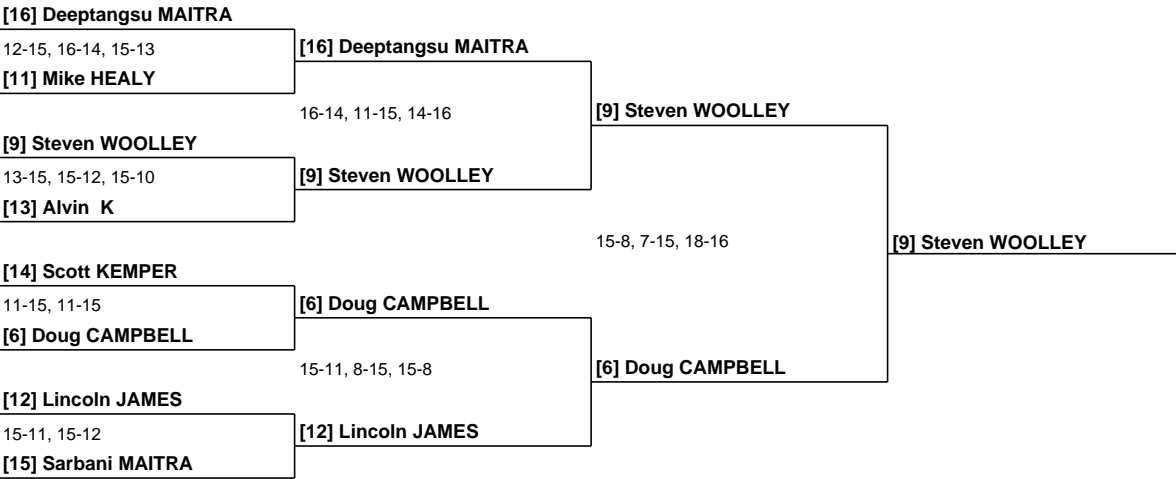 [16] Deeptangsu MAITRA
12-15, 16-14, 15-13
[11] Mike HEALY
[9] Steven WOOLLEY
13-15, 15-12, 15-10
[13] Alvin  K
[14] Scott KEMPER
11-15, 11-15
[6] Doug CAMPBELL
[12] Lincoln JAMES
15-11, 15-12
[15] Sarbani MAITRA
[16] Deeptangsu MAITRA
16-14, 11-15, 14-16
[9] Steven WOOLLEY
[6] Doug CAMPBELL
15-11, 8-15, 15-8
[12] Lincoln JAMES
[9] Steven WOOLLEY
15-8, 7-15, 18-16
[6] Doug CAMPBELL
[9] Steven WOOLLEY